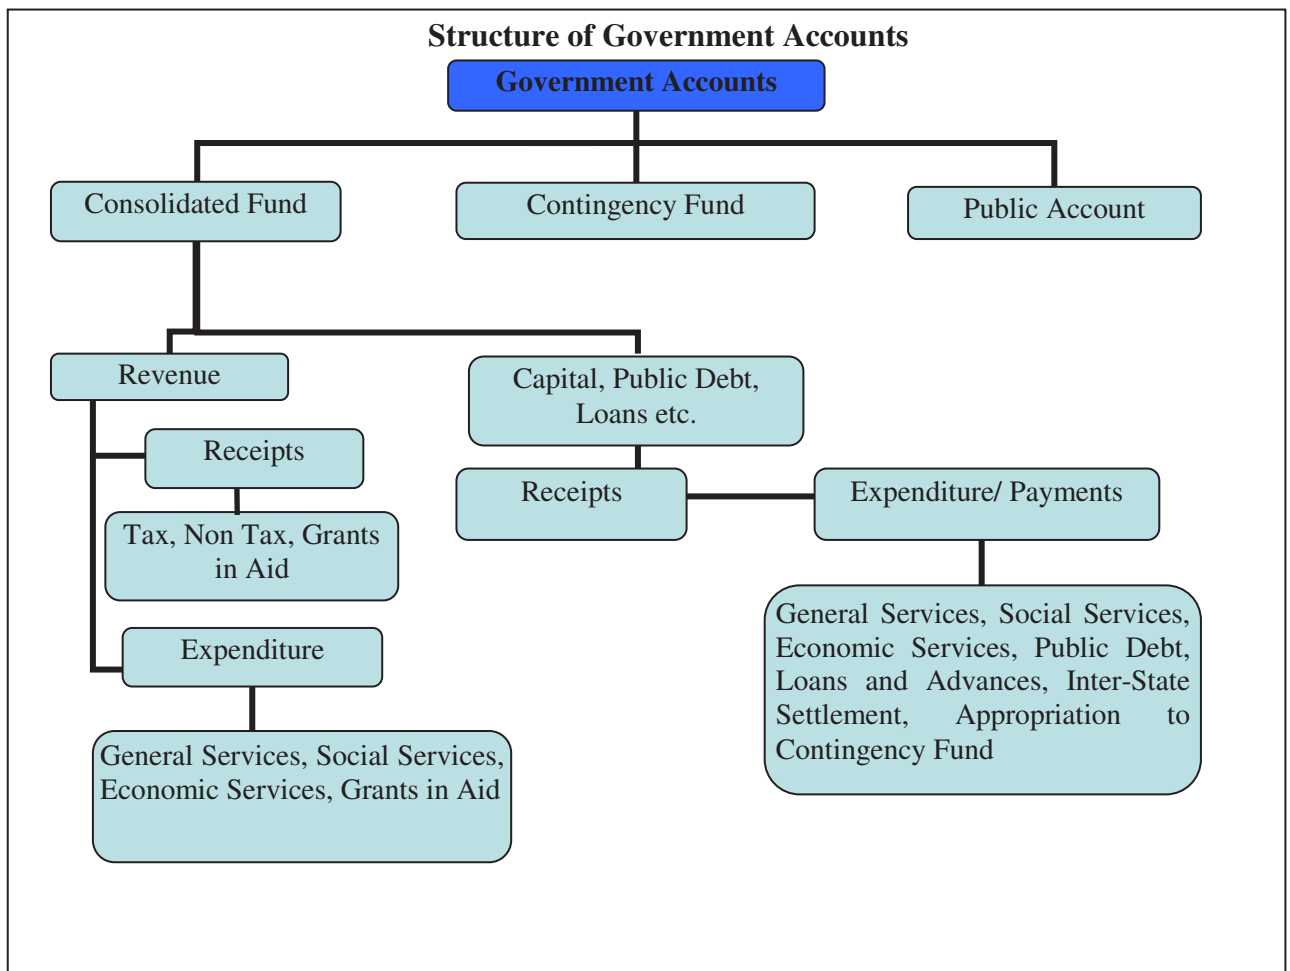 Structure of Government Accounts
Government Accounts
Consolidated Fund
Contingency Fund
Public Account
Revenue
Capital, Public Debt,
Loans etc.
Receipts
Tax, Non Tax, Grants
in Aid
Expenditure
General Services, Social Services,
Economic Services, Grants in Aid
Receipts
Expenditure/ Payments
General Services, Social Services,
Economic Services, Public Debt,
Loans and Advances, Inter-State
Settlement, Appropriation to
Contingency Fund